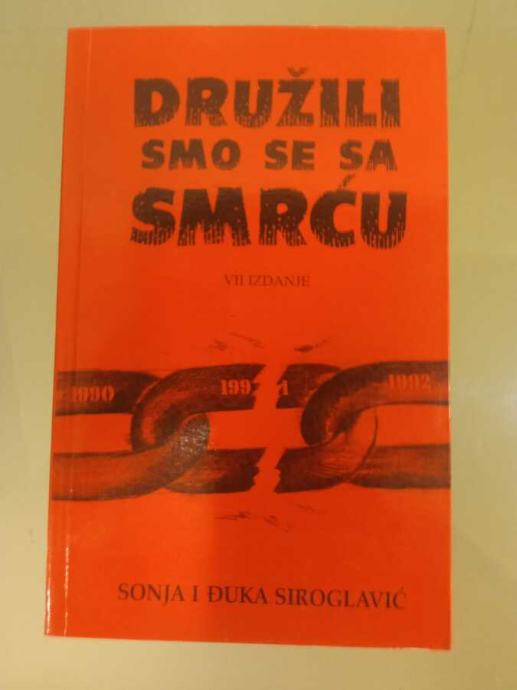 DRUŽILI
SMO SE SA
SMRĆU
VII IZDANJE
1990 199 1 1992
SONJA I ĐUKA SIROGLAVIĆ